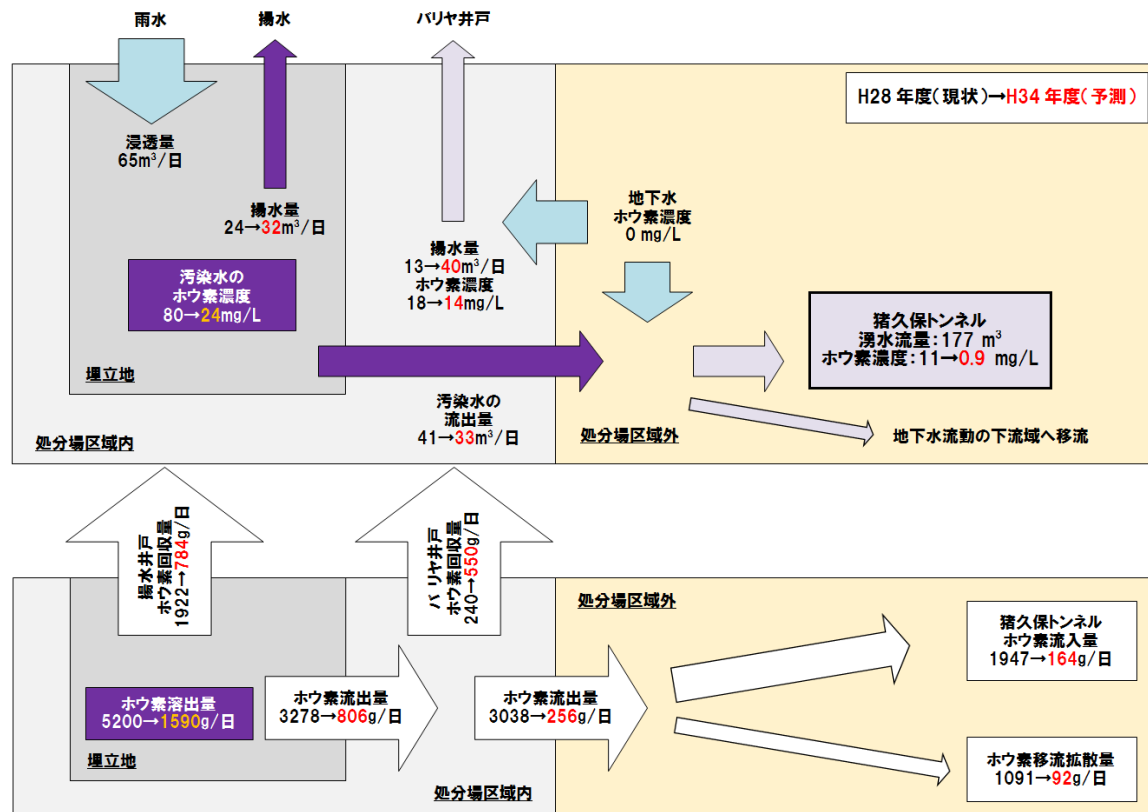 雨水
揚水
バリヤ井戸
H28 年度(現状)→H34 年度(予測)
浸透量
65m³/日
揚水量
24→32m³/日
地下水
ホウ素濃度
0 mg/L
揚水量
13→40m³/日
ホウ素濃度
18→14mg/L
汚染水の
ホウ素濃度
80→24mg/L
猪久保トンネル
湧水流量:177 m³
ホウ素濃度:11→0.9 mg/L
埋立地
汚染水の
流出量
41→33m³/日
処分場区域内
処分場区域外
地下水流動の下流域へ移流
揚水井戸
ホウ素回収量
1922→784g/日
バリヤ井戸
ホウ素回収量
240→550g/日
処分場区域外
猪久保トンネル
ホウ素流入量
1947→164g/日
ホウ素溶出量
5200→1590g/日
ホウ素流出量
3278→806g/日
ホウ素流出量
3038→256g/日
埋立地
処分場区域内
ホウ素移流拡散量
1091→92g/日